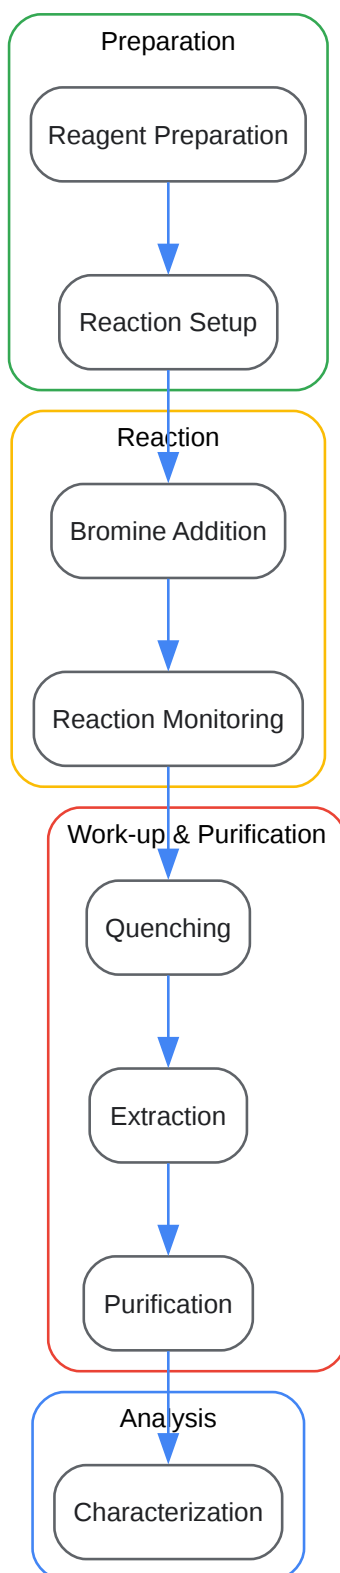 Preparation
Reagent Preparation
Reaction Setup
Reaction
Bromine Addition
Reaction Monitoring
Work-up & Purification
Quenching
Extraction
Purification
Analysis
Characterization